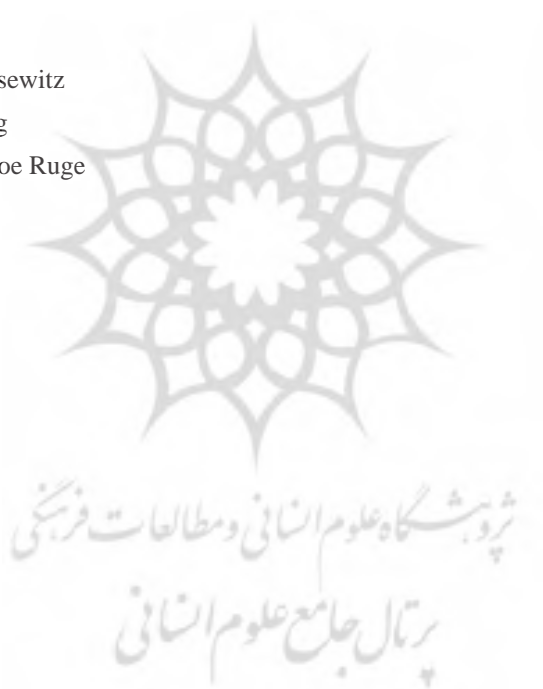 sewitz
g
oe Ruge
پژوهشگاه علوم انسانی و مطالعات فرهنگی
پرتال جامع علوم انسانی